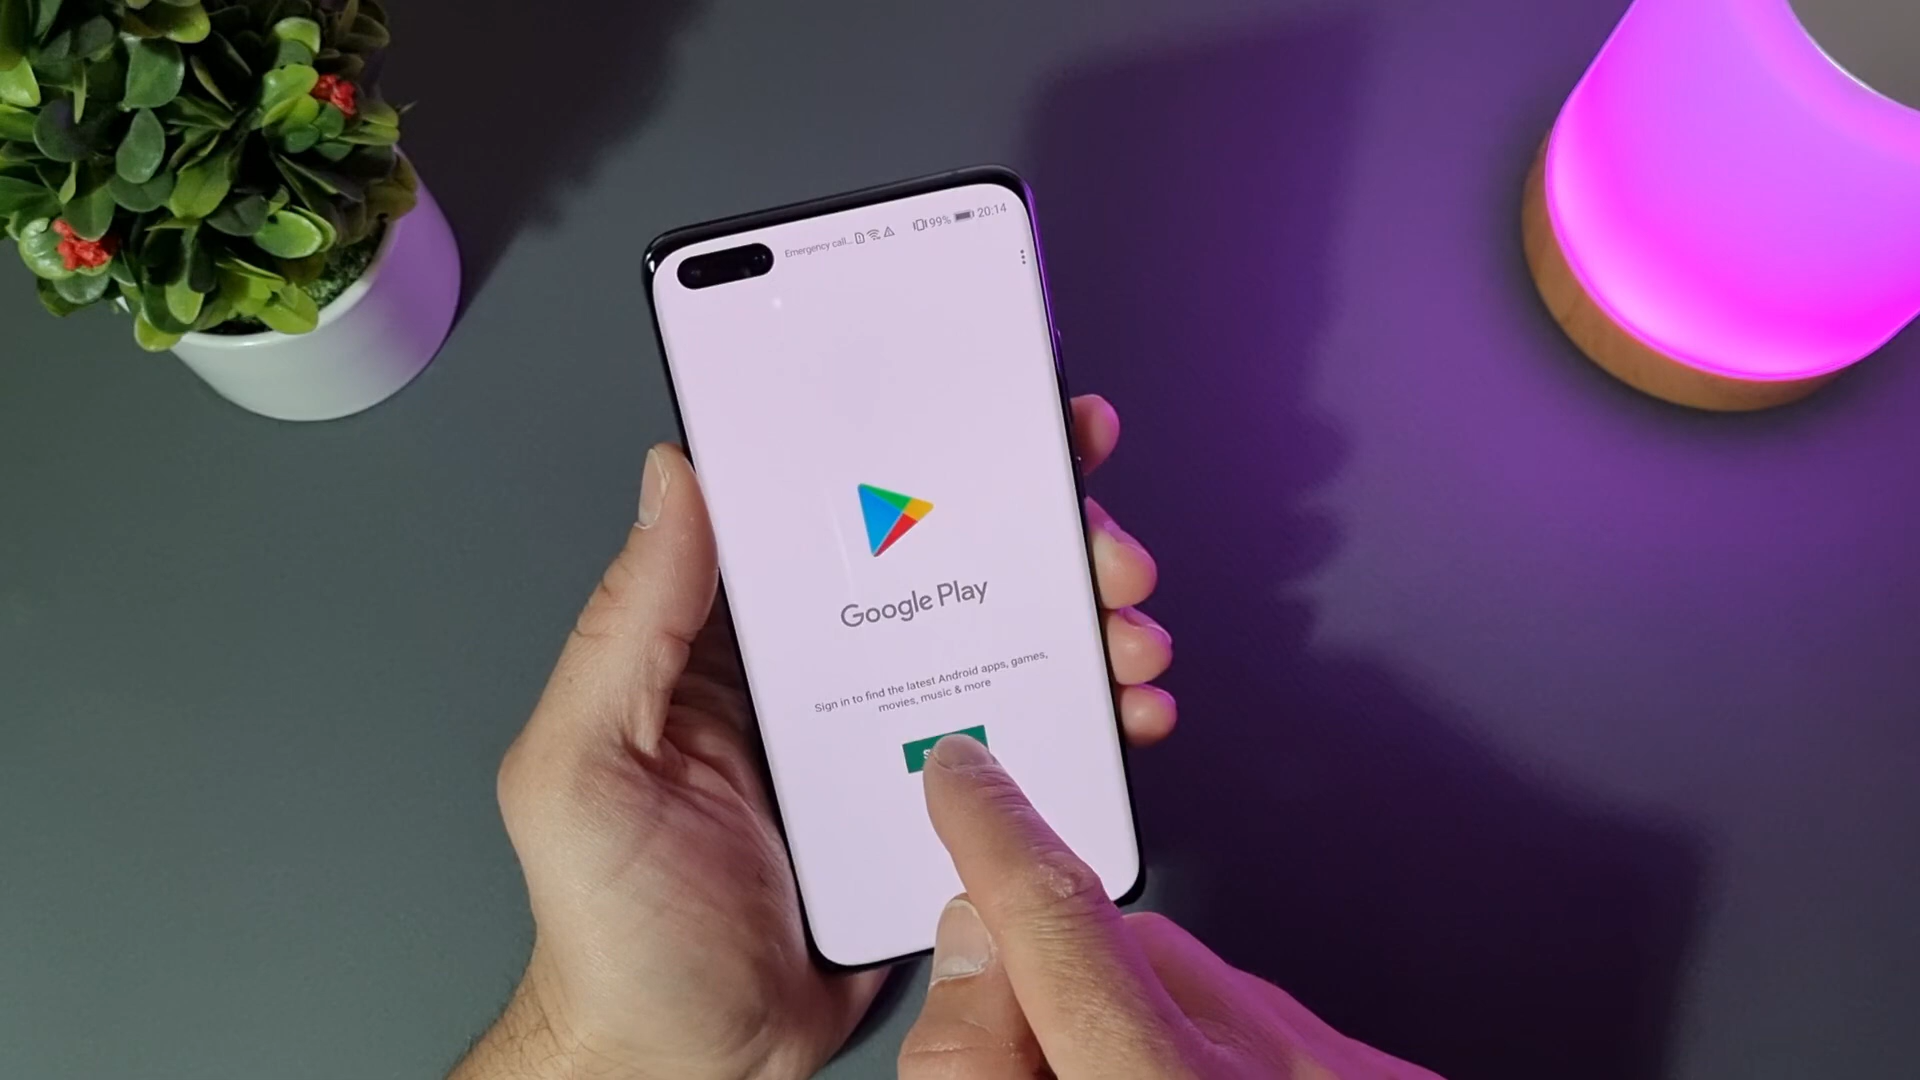 Emergency call... 99% 20:14
Google Play
Sign in to find the latest Android apps, games,
movies, music & more